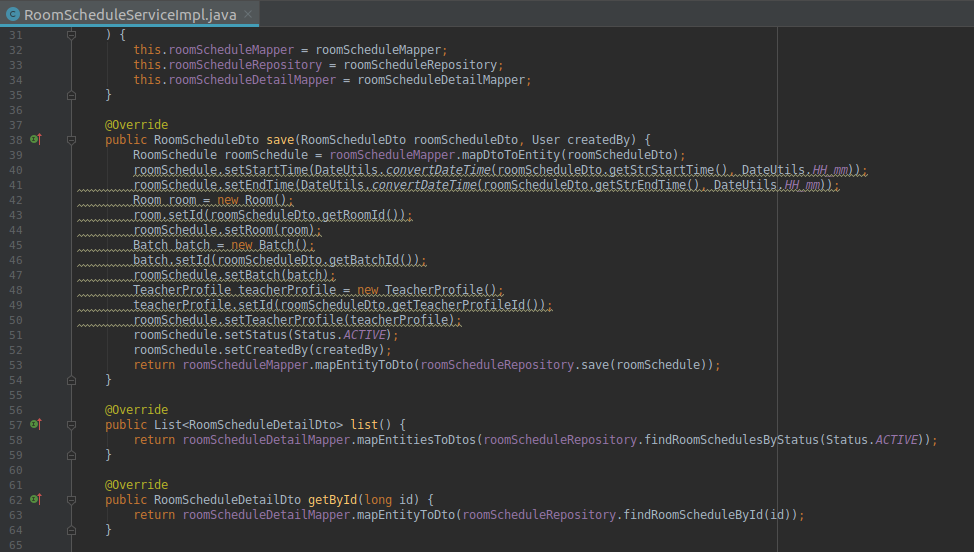 RoomScheduleServiceImpl.java
31 ) {
32 this.roomScheduleMapper = roomScheduleMapper;
33 this.roomScheduleRepository = roomScheduleRepository;
34 this.roomScheduleDetailMapper = roomScheduleDetailMapper;
35 }
36
37 @Override
38 public RoomScheduleDto save(RoomScheduleDto roomScheduleDto, User createdBy) {
39 RoomSchedule roomSchedule = roomScheduleMapper.mapDtoToEntity(roomScheduleDto);
40 roomSchedule.setStartTime(DateUtils.convertDateTime(roomScheduleDto.getStrStartTime(), DateUtils.HH_mm));
41 roomSchedule.setEndTime(DateUtils.convertDateTime(roomScheduleDto.getStrEndTime(), DateUtils.HH_mm));
42 Room room = new Room();
43 room.setId(roomScheduleDto.getRoomId());
44 roomSchedule.setRoom(room);
45 Batch batch = new Batch();
46 batch.setId(roomScheduleDto.getBatchId());
47 roomSchedule.setBatch(batch);
48 TeacherProfile teacherProfile = new TeacherProfile();
49 teacherProfile.setId(roomScheduleDto.getTeacherProfileId());
50 roomSchedule.setTeacherProfile(teacherProfile);
51 roomSchedule.setStatus(Status.ACTIVE);
52 roomSchedule.setCreatedBy(createdBy);
53 return roomScheduleMapper.mapEntityToDto(roomScheduleRepository.save(roomSchedule));
54 }
55
56 @Override
57 public List<RoomScheduleDetailDto> list() {
58 return roomScheduleDetailMapper.mapEntitiesToDtos(roomScheduleRepository.findRoomSchedulesByStatus(Status.ACTIVE));
59 }
60
61 @Override
62 public RoomScheduleDetailDto getById(long id) {
63 return roomScheduleDetailMapper.mapEntityToDto(roomScheduleRepository.findRoomScheduleById(id));
64 }
65